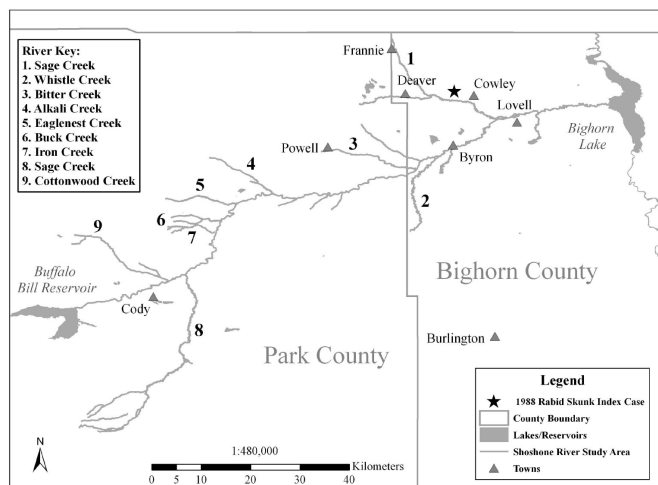 River Key:
1. Sage Creek
2. Whistle Creek
3. Bitter Creek
4. Alkali Creek
5. Eaglenest Creek
6. Buck Creek
7. Iron Creek
8. Sage Creek
9. Cottonwood Creek
Frannie
1
Deaver
Cowley
Lovell
Bighorn
Lake
Powell
3
Byron
4
5
2
6
7
9
Bighorn County
Buffalo
Bill Reservoir
Cody
8
Burlington
Park County
Legend
1988 Rabid Skunk Index Case
County Boundary
Lakes/Reservoirs
Shoshone River Study Area
Towns
N
1:480,000
Kilometers
0 5 10 20 30 40